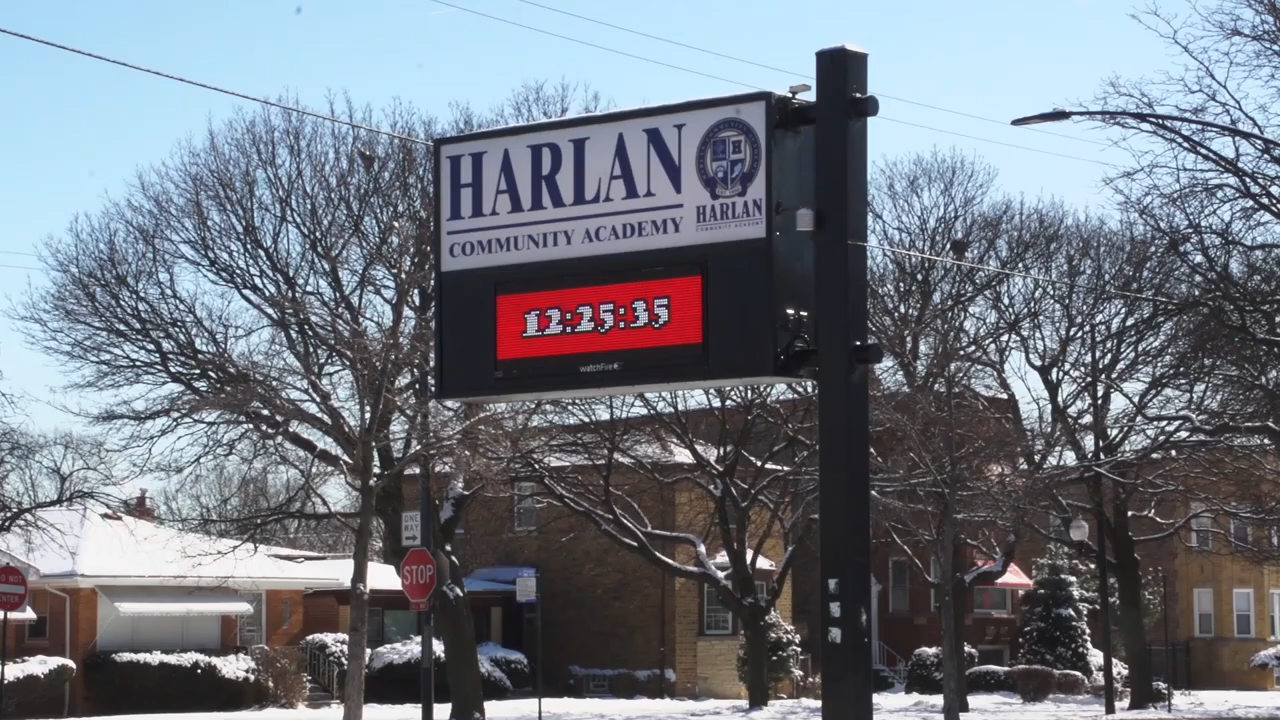 HARLAN
COMMUNITY ACADEMY
HARLAN
COMMUNITY ACADEMY
12:25:35
watchfire
ONE
WAY
STOP
DO NOT
ENTER